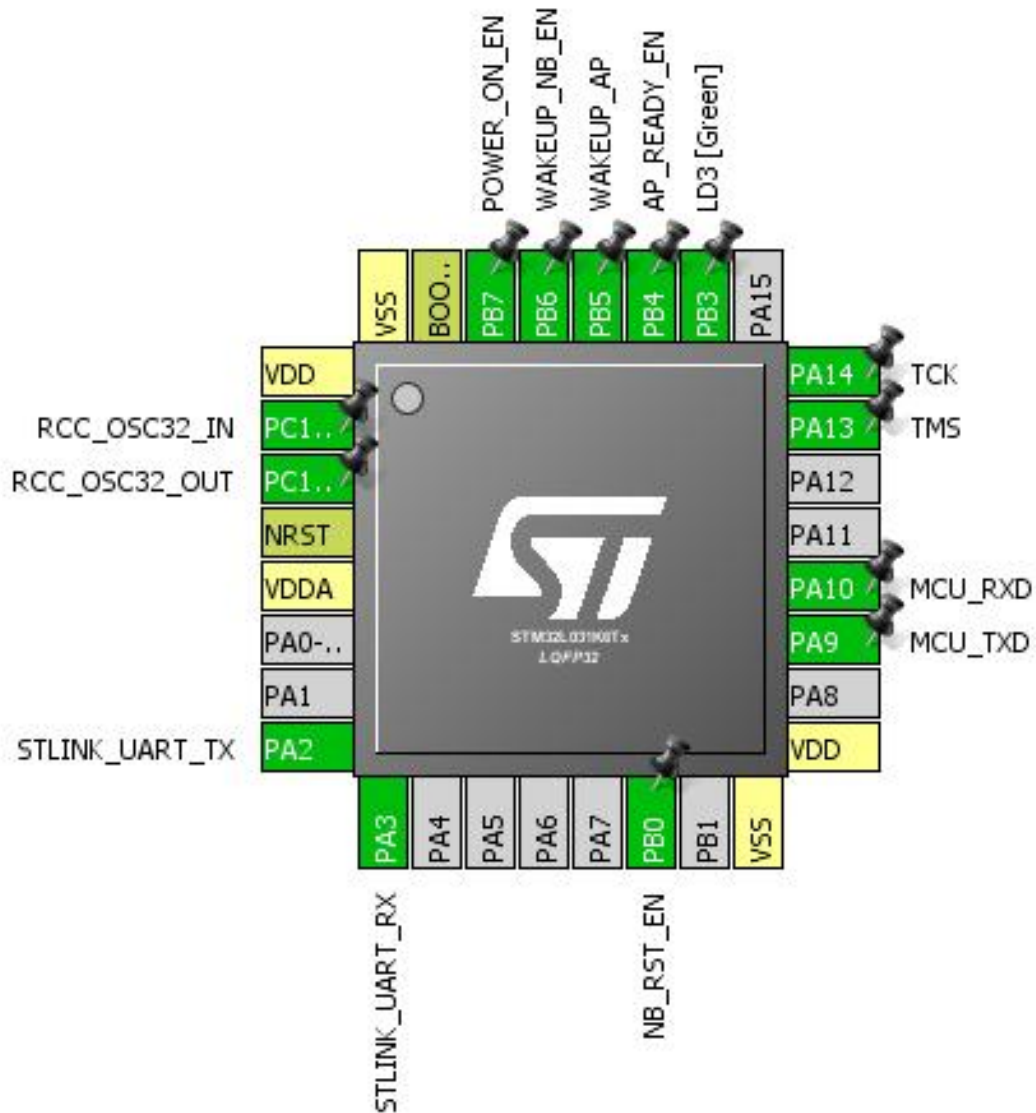 POWER_ON_EN
WAKEUP_NB_EN
WAKEUP_AP
AP_READY_EN
LD3 [Green]
VSS
BOO..
PB7
PB6
PB5
PB4
PB3
PA15
VDD
RCC_OSC32_IN PC1..
RCC_OSC32_OUT PC1..
NRST
VDDA
PA0-..
PA1
STLINK_UART_TX PA2
PA14 TCK
PA13 TMS
PA12
PA11
PA10 MCU_RXD
PA9 MCU_TXD
PA8
VDD
ST
STM32L031K6Tx
LQFP32
PA3
PA4
PA5
PA6
PA7
PB0
PB1
VSS
STLINK_UART_RX
NB_RST_EN